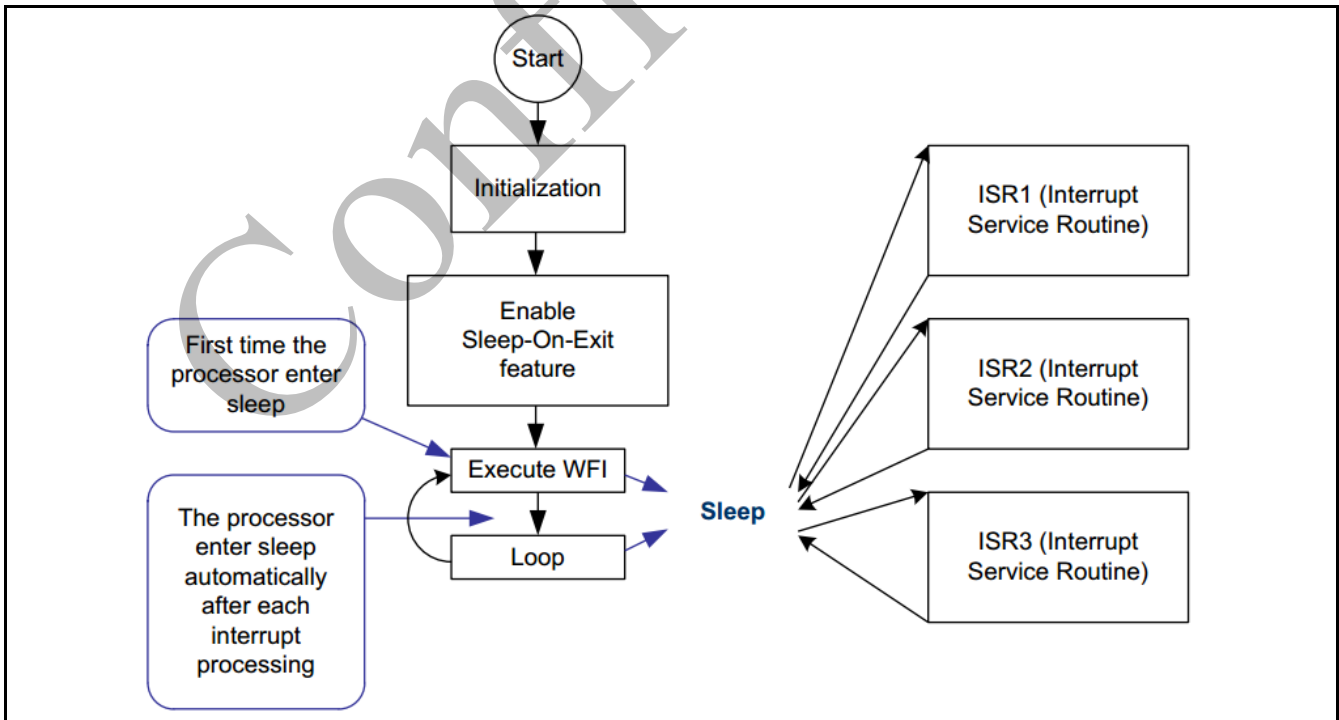 Start
Initialization
Enable
Sleep-On-Exit
feature
First time the
processor enter
sleep
Execute WFI
The processor
enter sleep
automatically
after each
interrupt
processing
Loop
Sleep
ISR1 (Interrupt
Service Routine)
ISR2 (Interrupt
Service Routine)
ISR3 (Interrupt
Service Routine)